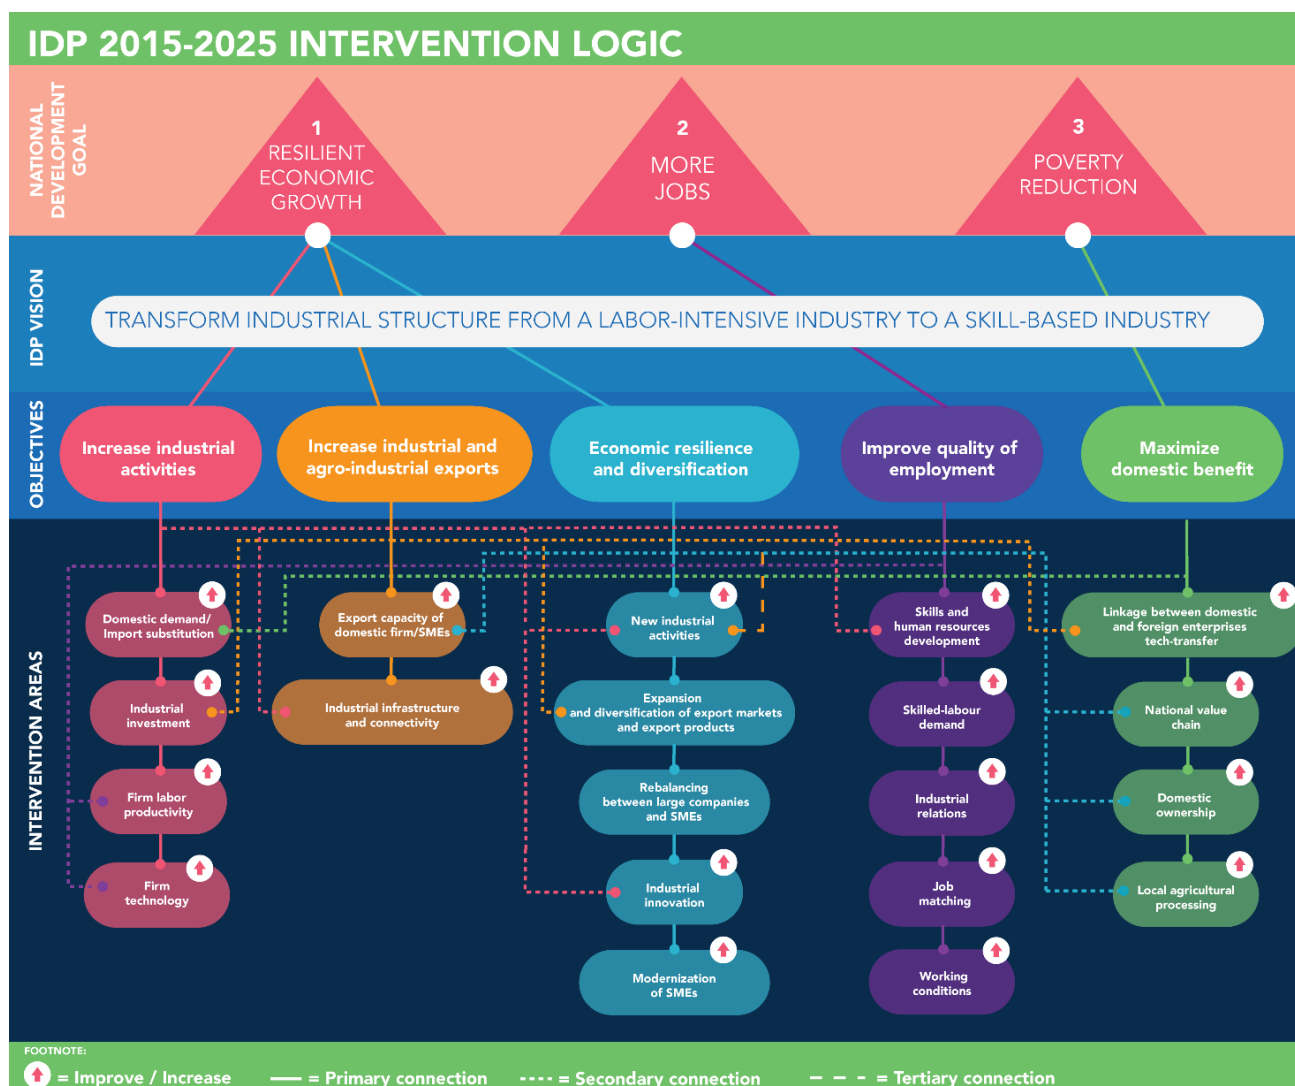 IDP 2015-2025 INTERVENTION LOGIC
NATIONAL
DEVELOPMENT
GOAL
1
RESILIENT
ECONOMIC
GROWTH
2
MORE
JOBS
3
POVERTY
REDUCTION
IDP VISION
TRANSFORM INDUSTRIAL STRUCTURE FROM A LABOR-INTENSIVE INDUSTRY TO A SKILL-BASED INDUSTRY
OBJECTIVES
Increase industrial
activities
Increase industrial and
agro-industrial exports
Economic resilience
and diversification
Improve quality of
employment
Maximize
domestic benefit
INTERVENTION AREAS
Domestic demand/
Import substitution
Industrial
investment
Firm labor
productivity
Firm
technology
Export capacity of
domestic firm/SMEs
Industrial infrastructure
and connectivity
New industrial
activities
Expansion
and diversification of export markets
and export products
Rebalancing
between large companies
and SMEs
Industrial
innovation
Modernization
of SMEs
Skills and
human resources
development
Skilled-labour
demand
Industrial
relations
Job
matching
Working
conditions
Linkage between domestic
and foreign enterprises
tech-transfer
National value
chain
Domestic
ownership
Local agricultural
processing
FOOTNOTE:
= Improve / Increase
= Primary connection
= Secondary connection
= Tertiary connection